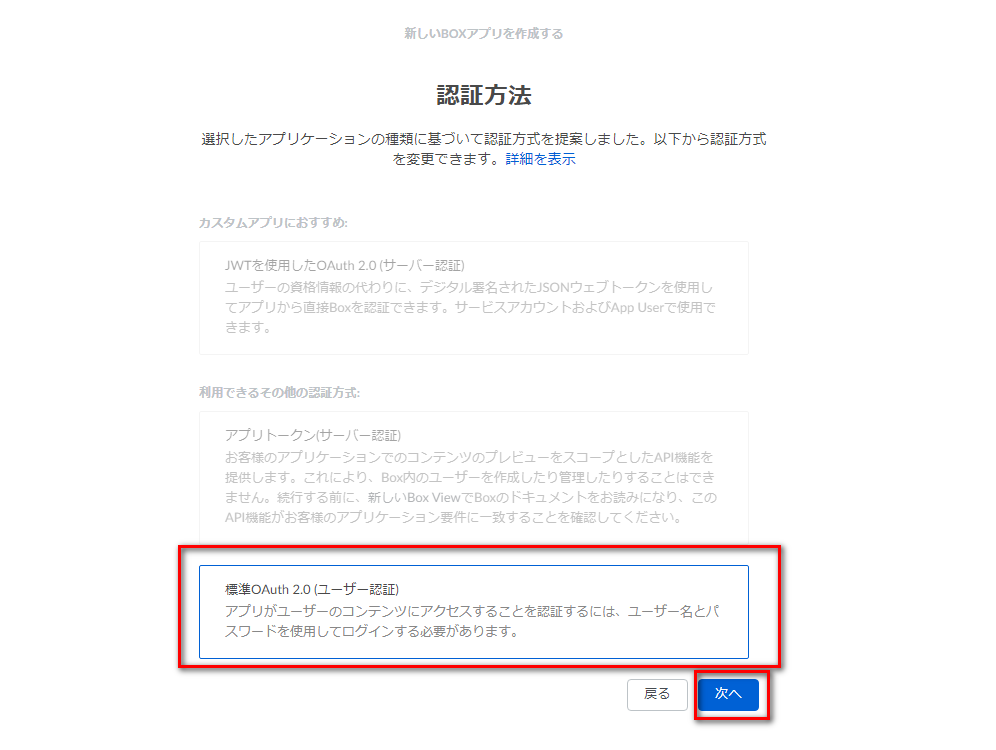 新しいBOXアプリを作成する
認証方法
選択したアプリケーションの種類に基づいて認証方式を提案しました。以下から認証方式
を変更できます。詳細を表示
カスタムアプリにおすすめ:
JWTを使用したOAuth 2.0 (サーバー認証)
ユーザーの資格情報の代わりに、デジタル署名されたJSONウェブトークンを使用し
てアプリから直接Boxを認証できます。サービスアカウントおよびApp Userで使用で
きます。
利用できるその他の認証方式:
アプリトークン(サーバー認証)
お客様のアプリケーションでのコンテンツのプレビューをスコープとしたAPI機能を
提供します。これにより、Box内のユーザーを作成したり管理したりすることはでき
ません。続行する前に、新しいBox ViewでBoxのドキュメントをお読みになり、この
API機能がお客様のアプリケーション要件に一致することを確認してください。
標準OAuth 2.0 (ユーザー認証)
アプリがユーザーのコンテンツにアクセスすることを認証するには、ユーザー名とパ
スワードを使用してログインする必要があります。
戻る 次へ